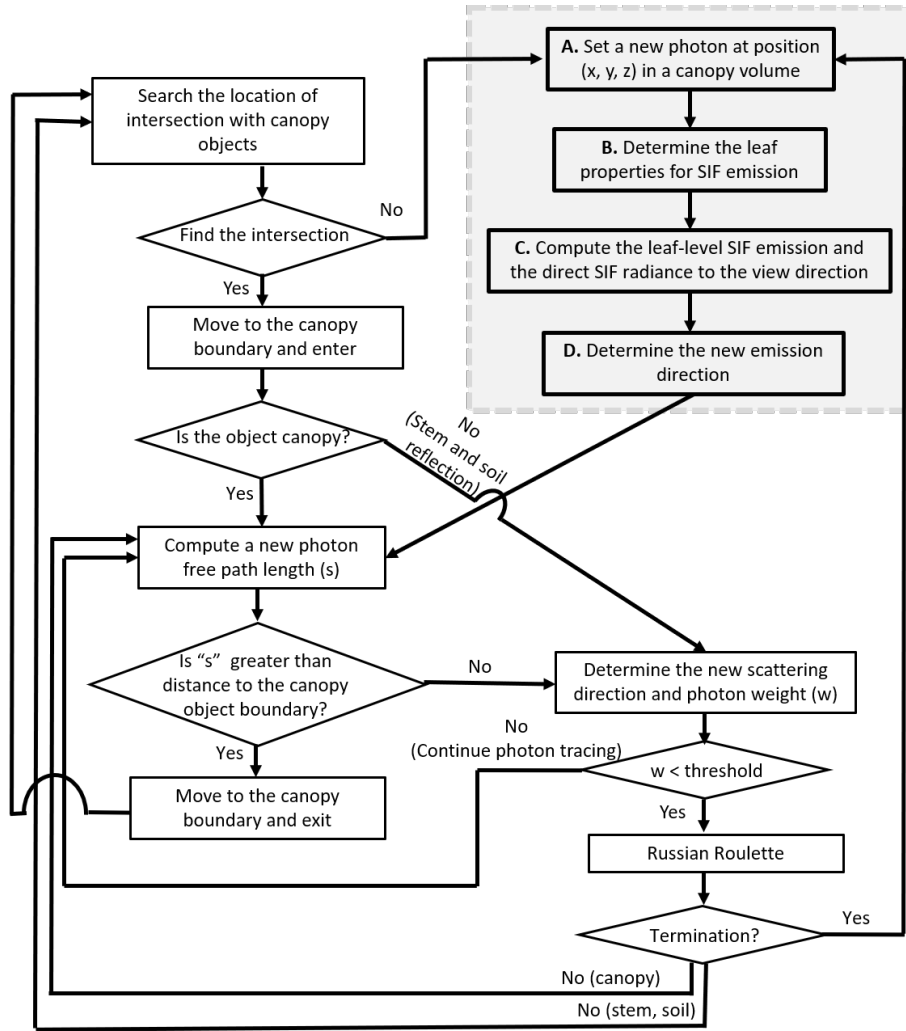 A. Set a new photon at position
(x, y, z) in a canopy volume
Search the location of
intersection with canopy
objects
B. Determine the leaf
properties for SIF emission
No
Find the intersection
C. Compute the leaf-level SIF emission and
the direct SIF radiance to the view direction
Yes
Move to the canopy
boundary and enter
D. Determine the new emission
direction
Is the object canopy?
No
(Stem and soil
reflection)
Yes
Compute a new photon
free path length (s)
Is “s” greater than
distance to the canopy
object boundary?
No
Determine the new scattering
direction and photon weight (w)
Yes
No
(Continue photon tracing)
w < threshold
Move to the canopy
boundary and exit
Yes
Russian Roulette
Termination?
Yes
No (canopy)
No (stem, soil)